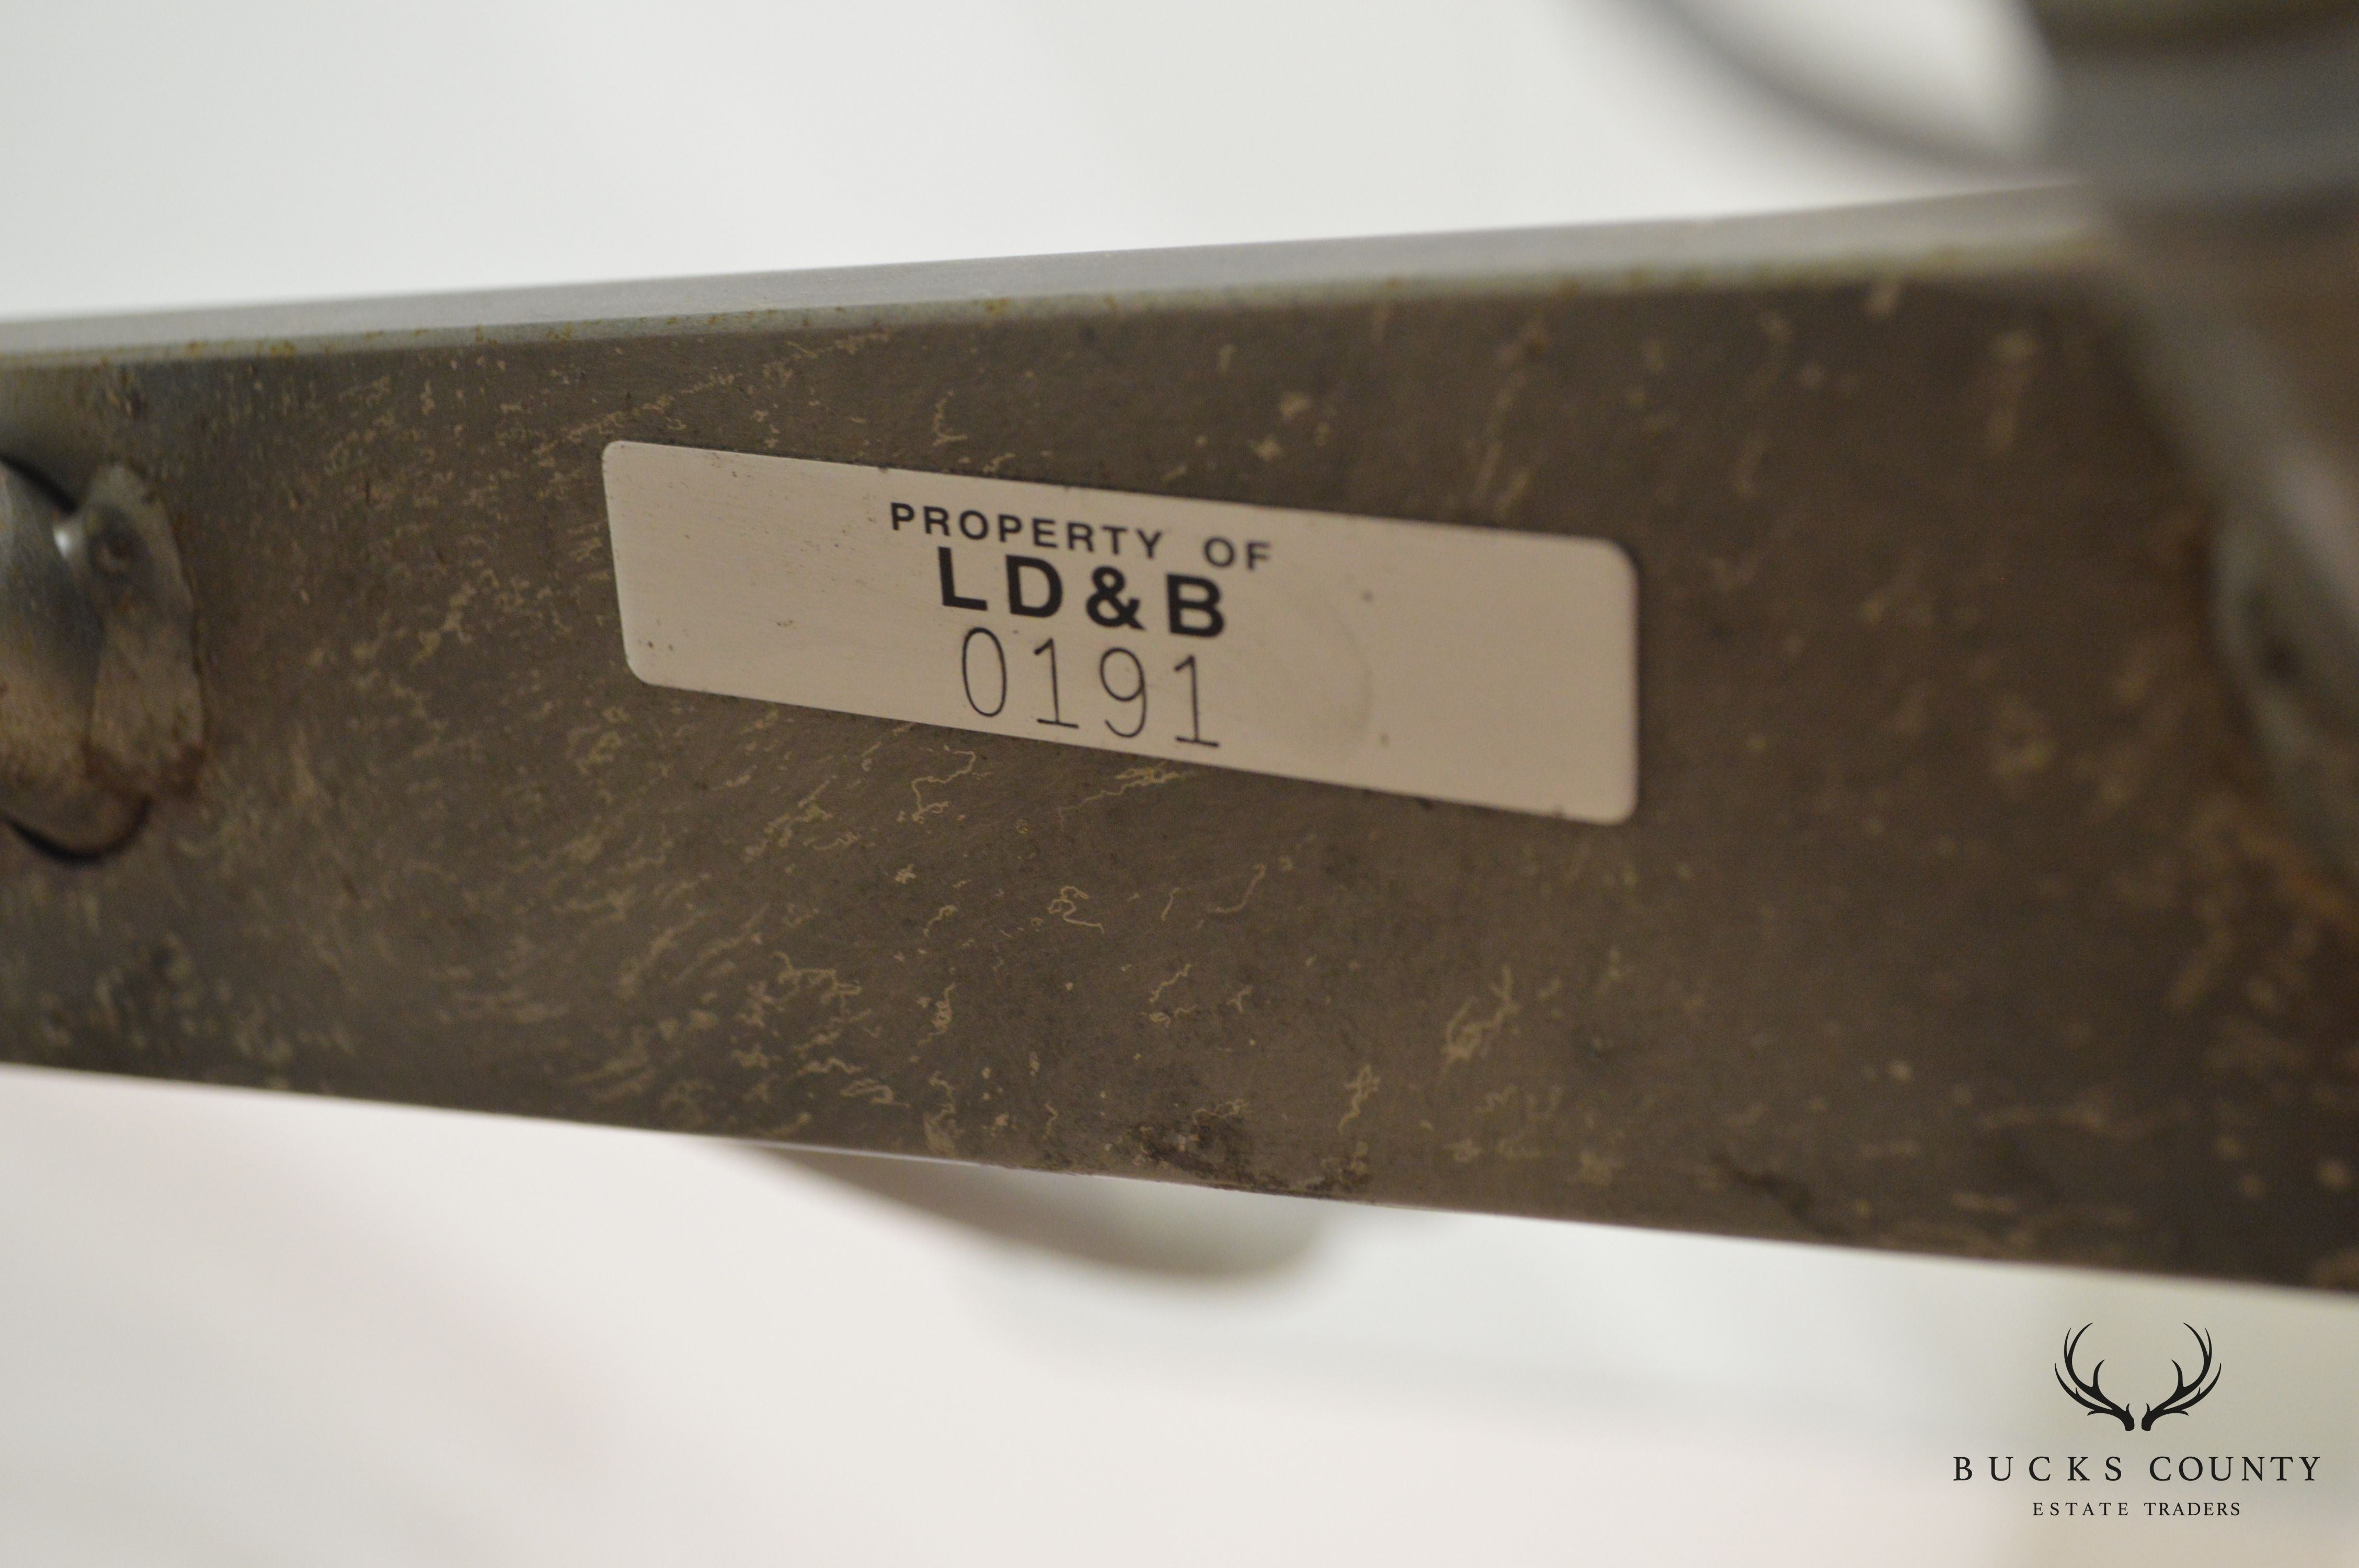 PROPERTY OF
LD&B
0191
BUCKS COUNTY
ESTATE TRADERS